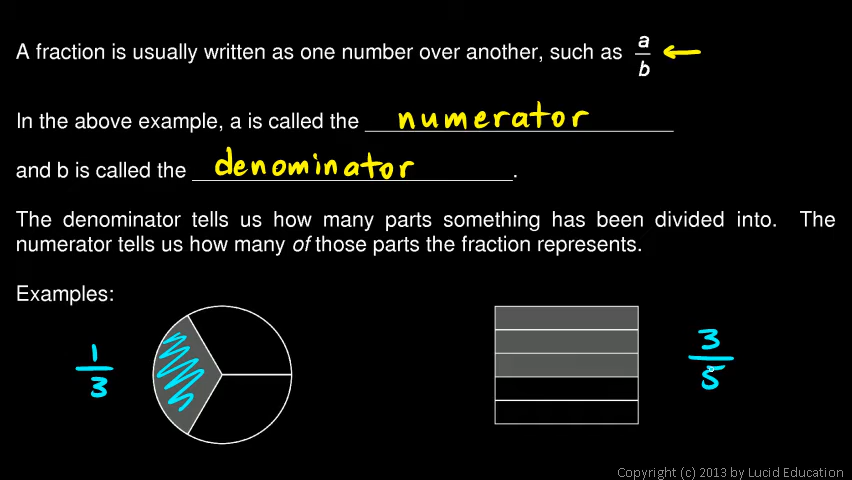 A fraction is usually written as one number over another, such as a/b ←
In the above example, a is called the numerator
and b is called the denominator.
The denominator tells us how many parts something has been divided into. The
numerator tells us how many of those parts the fraction represents.
Examples:
1/3
3/5
Copyright (c) 2013 by Lucid Education